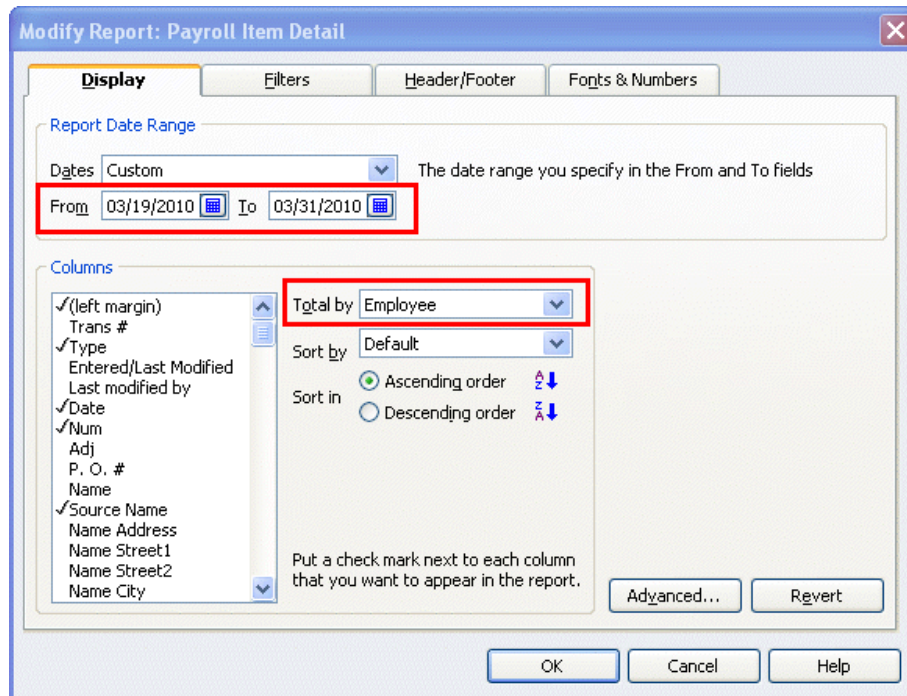 Modify Report: Payroll Item Detail
Display Filters Header/Footer Fonts & Numbers
Report Date Range
Dates Custom The date range you specify in the From and To fields
From 03/19/2010 To 03/31/2010
Columns
✓(left margin)
Trans #
✓Type
Entered/Last Modified
Last modified by
✓Date
✓Num
Adj
P. O. #
Name
✓Source Name
Name Address
Name Street1
Name Street2
Name City
Total by Employee
Sort by Default
Sort in
Ascending order A Z
Descending order Z A
Put a check mark next to each column
that you want to appear in the report.
Advanced... Revert
OK Cancel Help